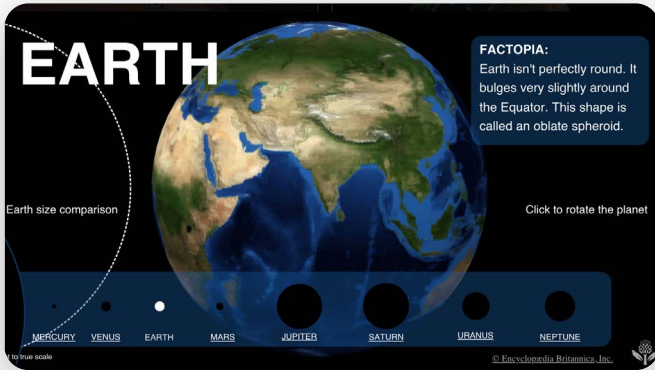 EARTH
FACTOPIA:
Earth isn't perfectly round. It
bulges very slightly around
the Equator. This shape is
called an oblate spheroid.
Earth size comparison
Click to rotate the planet
MERCURY
VENUS
EARTH
MARS
JUPITER
SATURN
URANUS
NEPTUNE
t to true scale
© Encyclopædia Britannica, Inc.